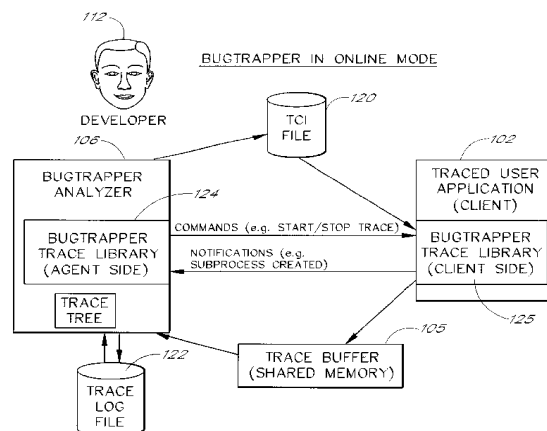 112
BUGTRAPPER IN ONLINE MODE
DEVELOPER
120
TCI
FILE
106
BUGTRAPPER
ANALYZER
102
TRACED USER
APPLICATION
(CLIENT)
124
BUGTRAPPER
TRACE LIBRARY
(AGENT SIDE)
COMMANDS (e.g. START/STOP TRACE)
NOTIFICATIONS (e.g.
SUBPROCESS CREATED)
BUGTRAPPER
TRACE LIBRARY
(CLIENT SIDE)
125
TRACE
TREE
105
TRACE BUFFER
(SHARED MEMORY)
122
TRACE
LOG
FILE